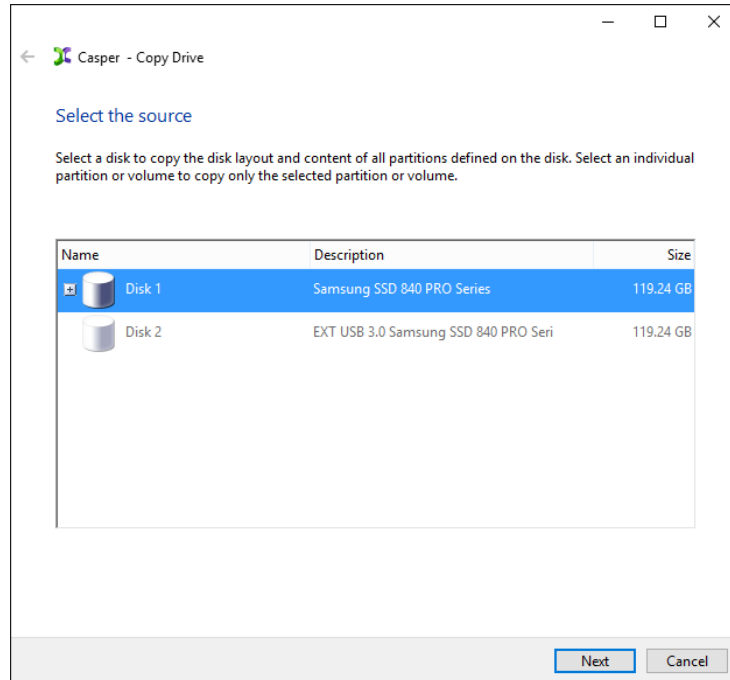 Casper - Copy Drive
Select the source
Select a disk to copy the disk layout and content of all partitions defined on the disk. Select an individual
partition or volume to copy only the selected partition or volume.
Name Description Size
Disk 1 Samsung SSD 840 PRO Series 119.24 GB
Disk 2 EXT USB 3.0 Samsung SSD 840 PRO Seri 119.24 GB
Next Cancel